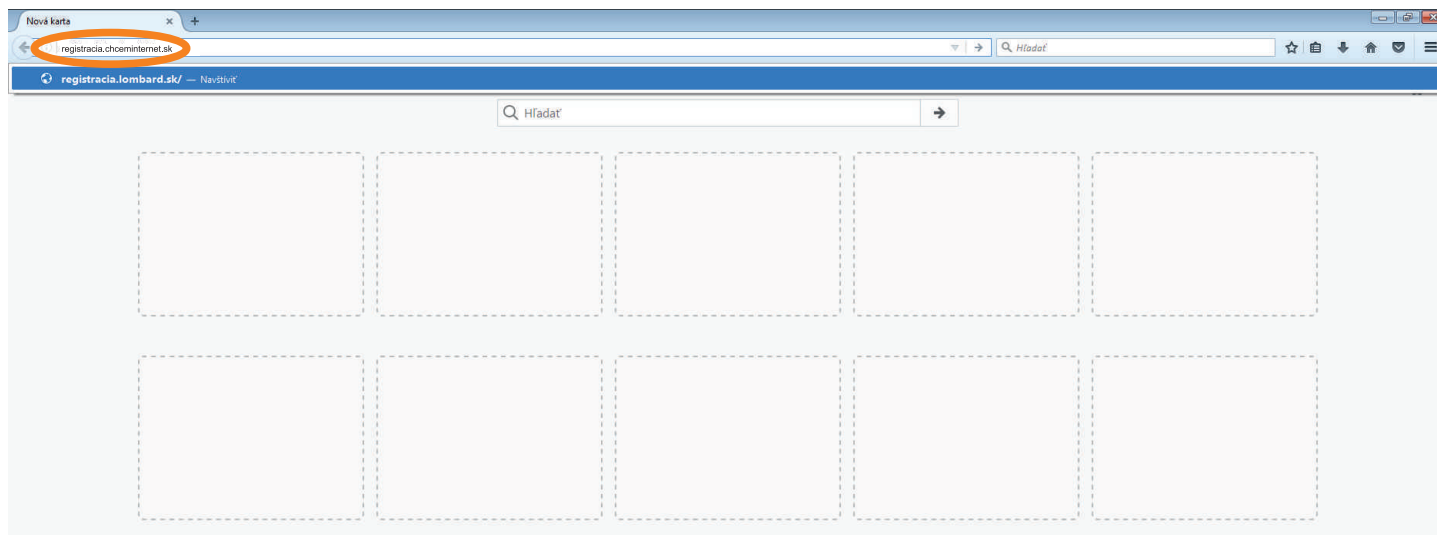 Nová karta
registracia.chceminternet.sk
Hľadať
registracia.lombard.sk/ — Navštíviť
Hľadať